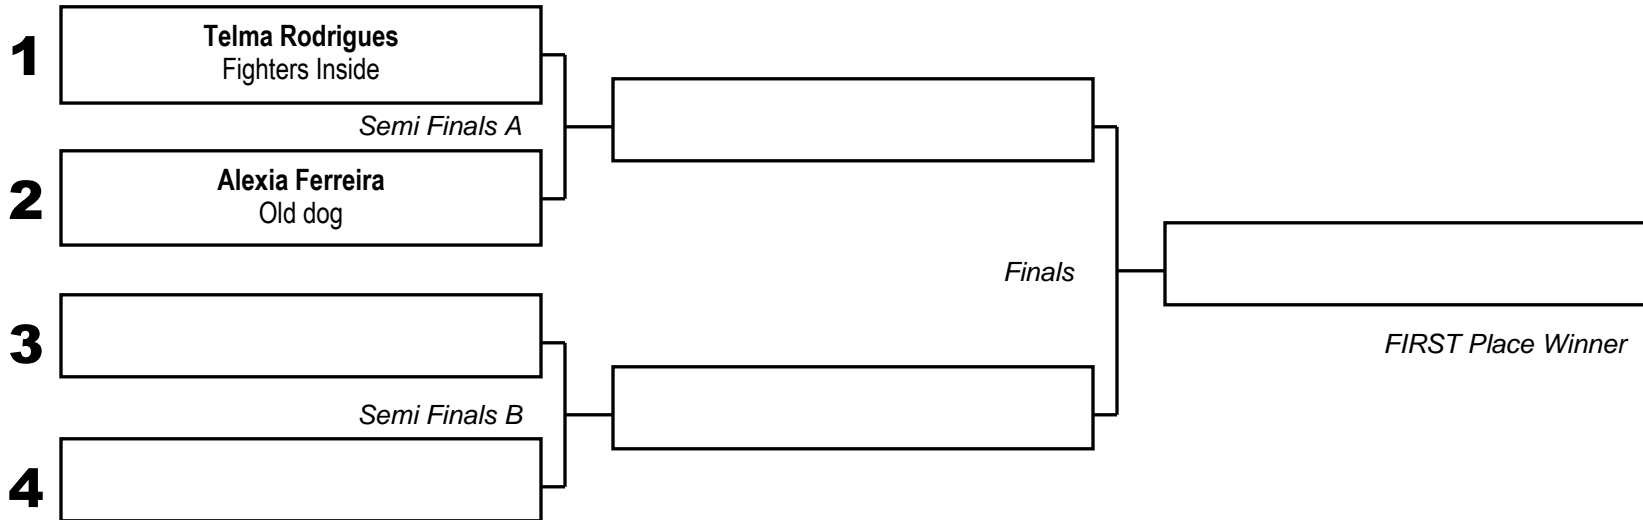 1
Telma Rodrigues
Fighters Inside
Semi Finals A
2
Alexia Ferreira
Old dog
Finals
3
FIRST Place Winner
Semi Finals B
4